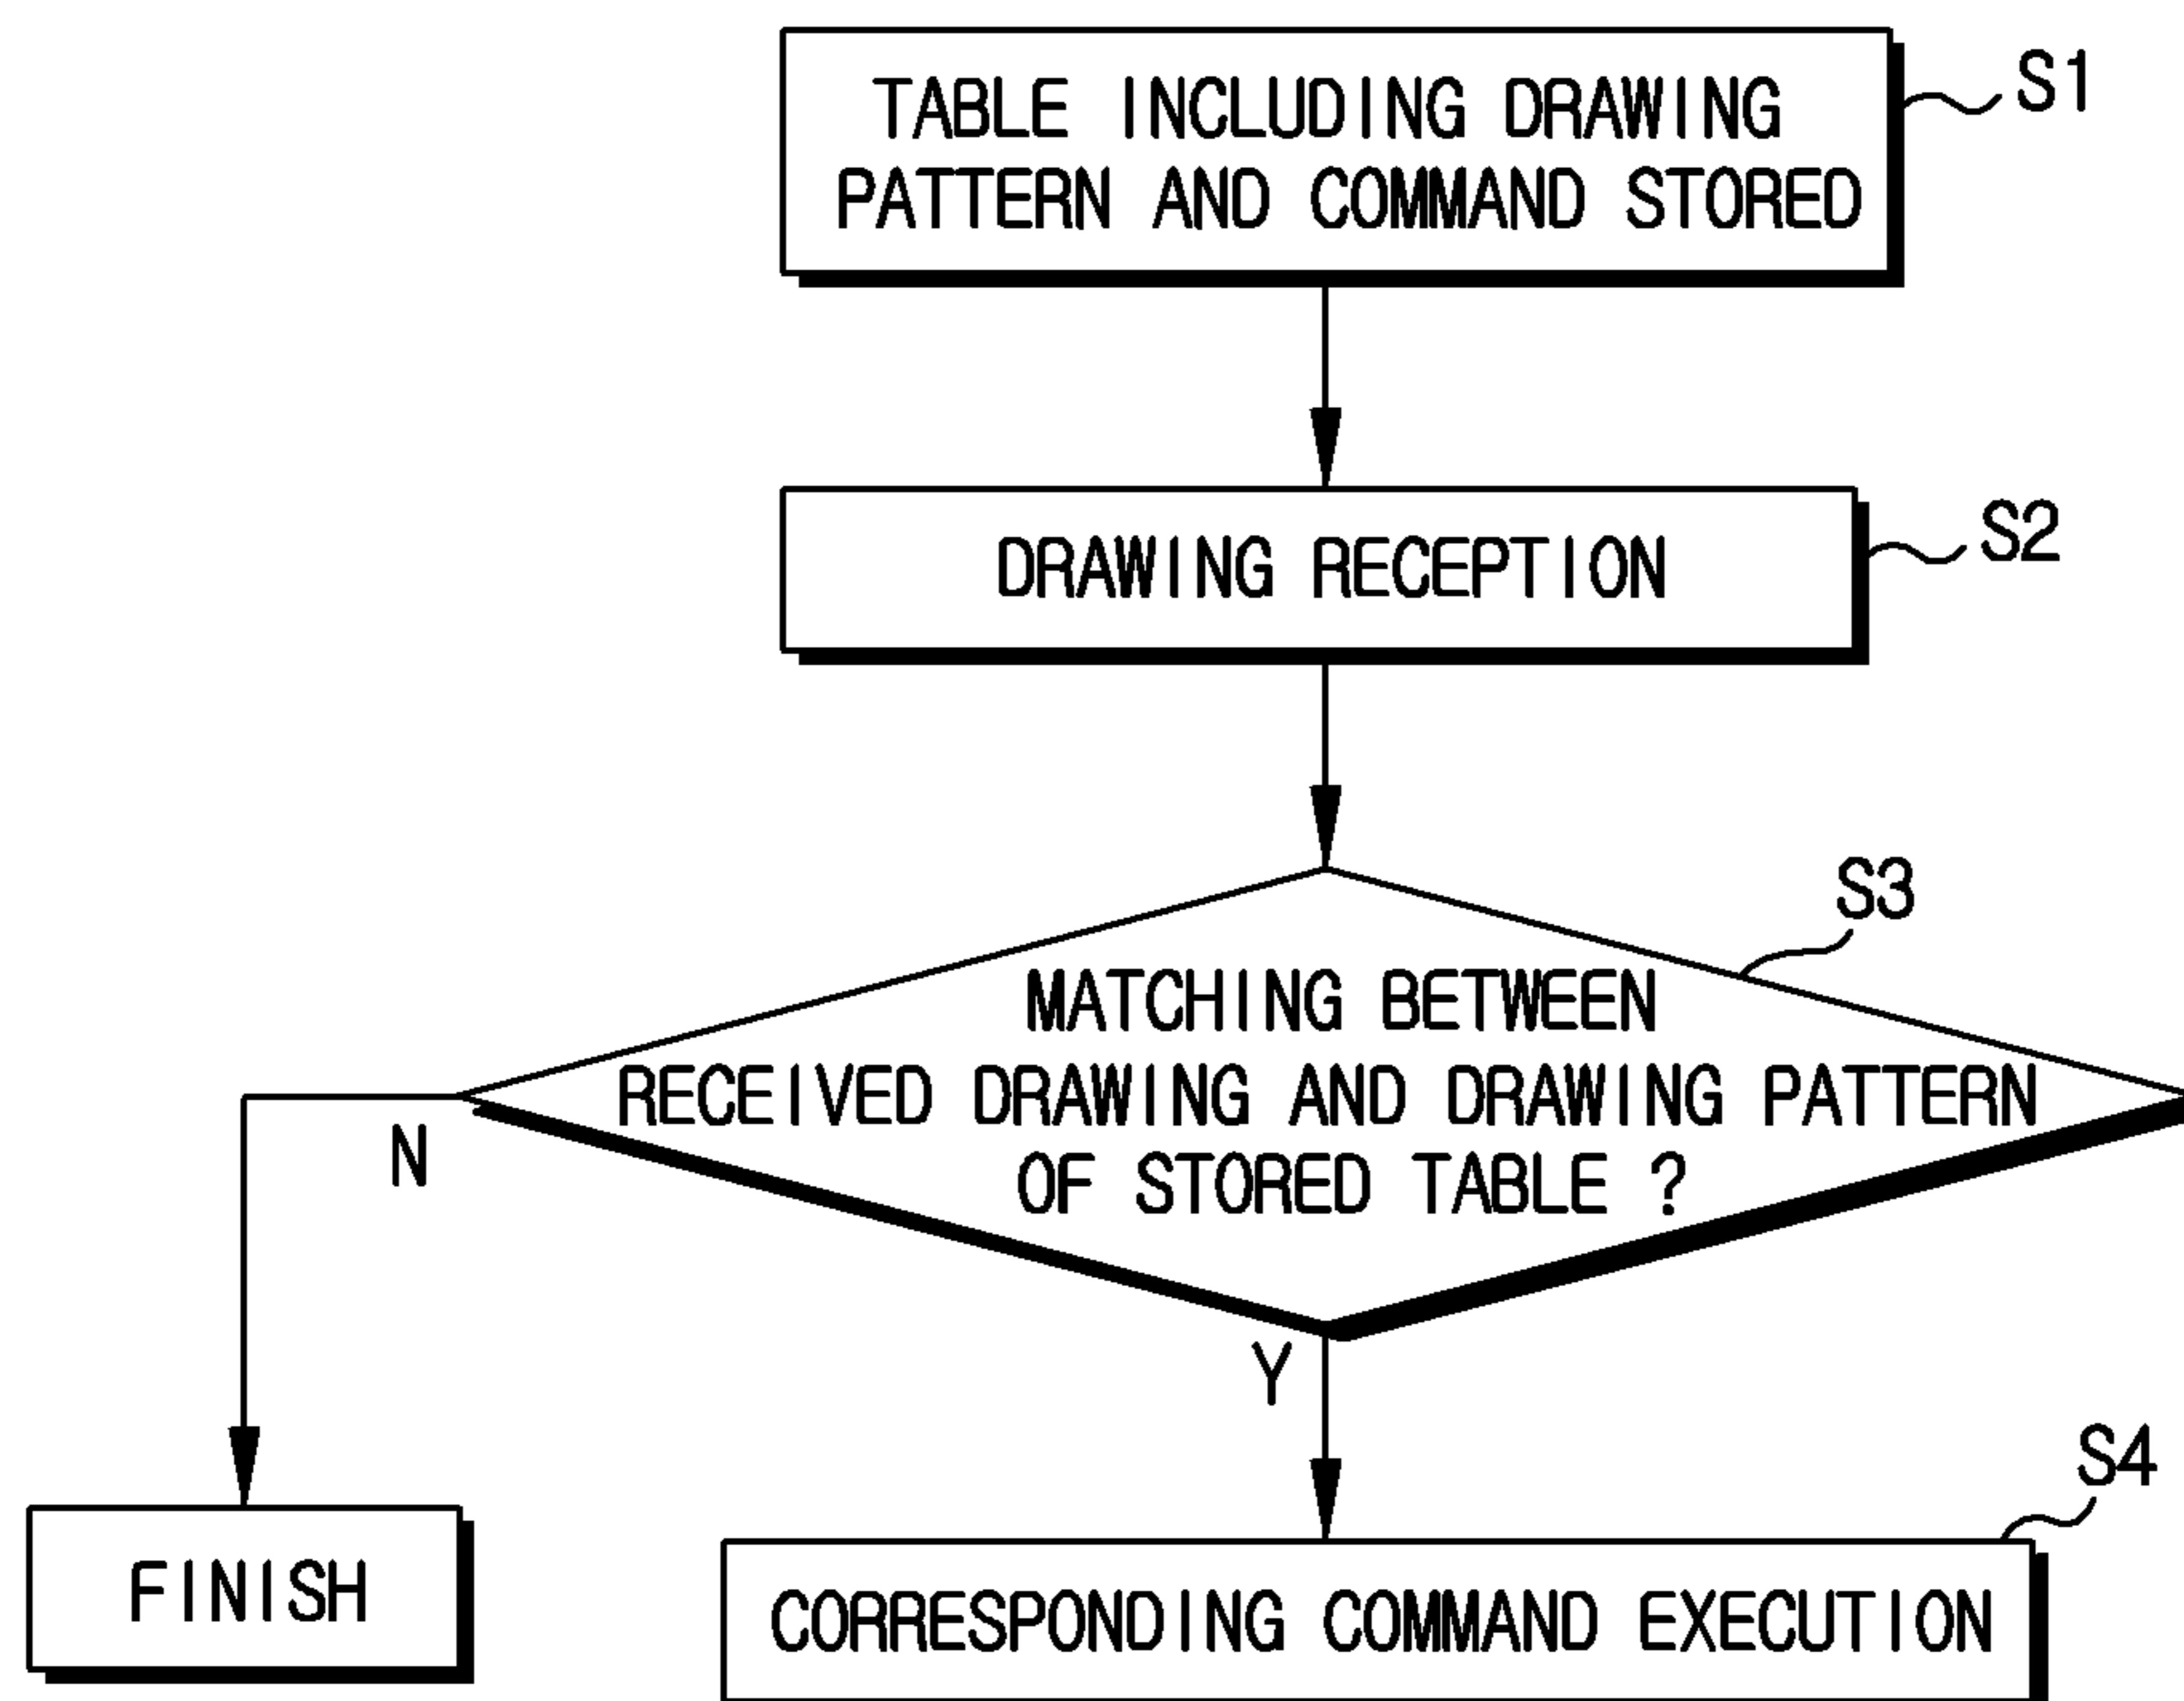 TABLE INCLUDING DRAWING
PATTERN AND COMMAND STORED
S1
DRAWING RECEPTION
S2
S3
MATCHING BETWEEN
RECEIVED DRAWING AND DRAWING PATTERN
OF STORED TABLE ?
N
Y
S4
FINISH
CORRESPONDING COMMAND EXECUTION